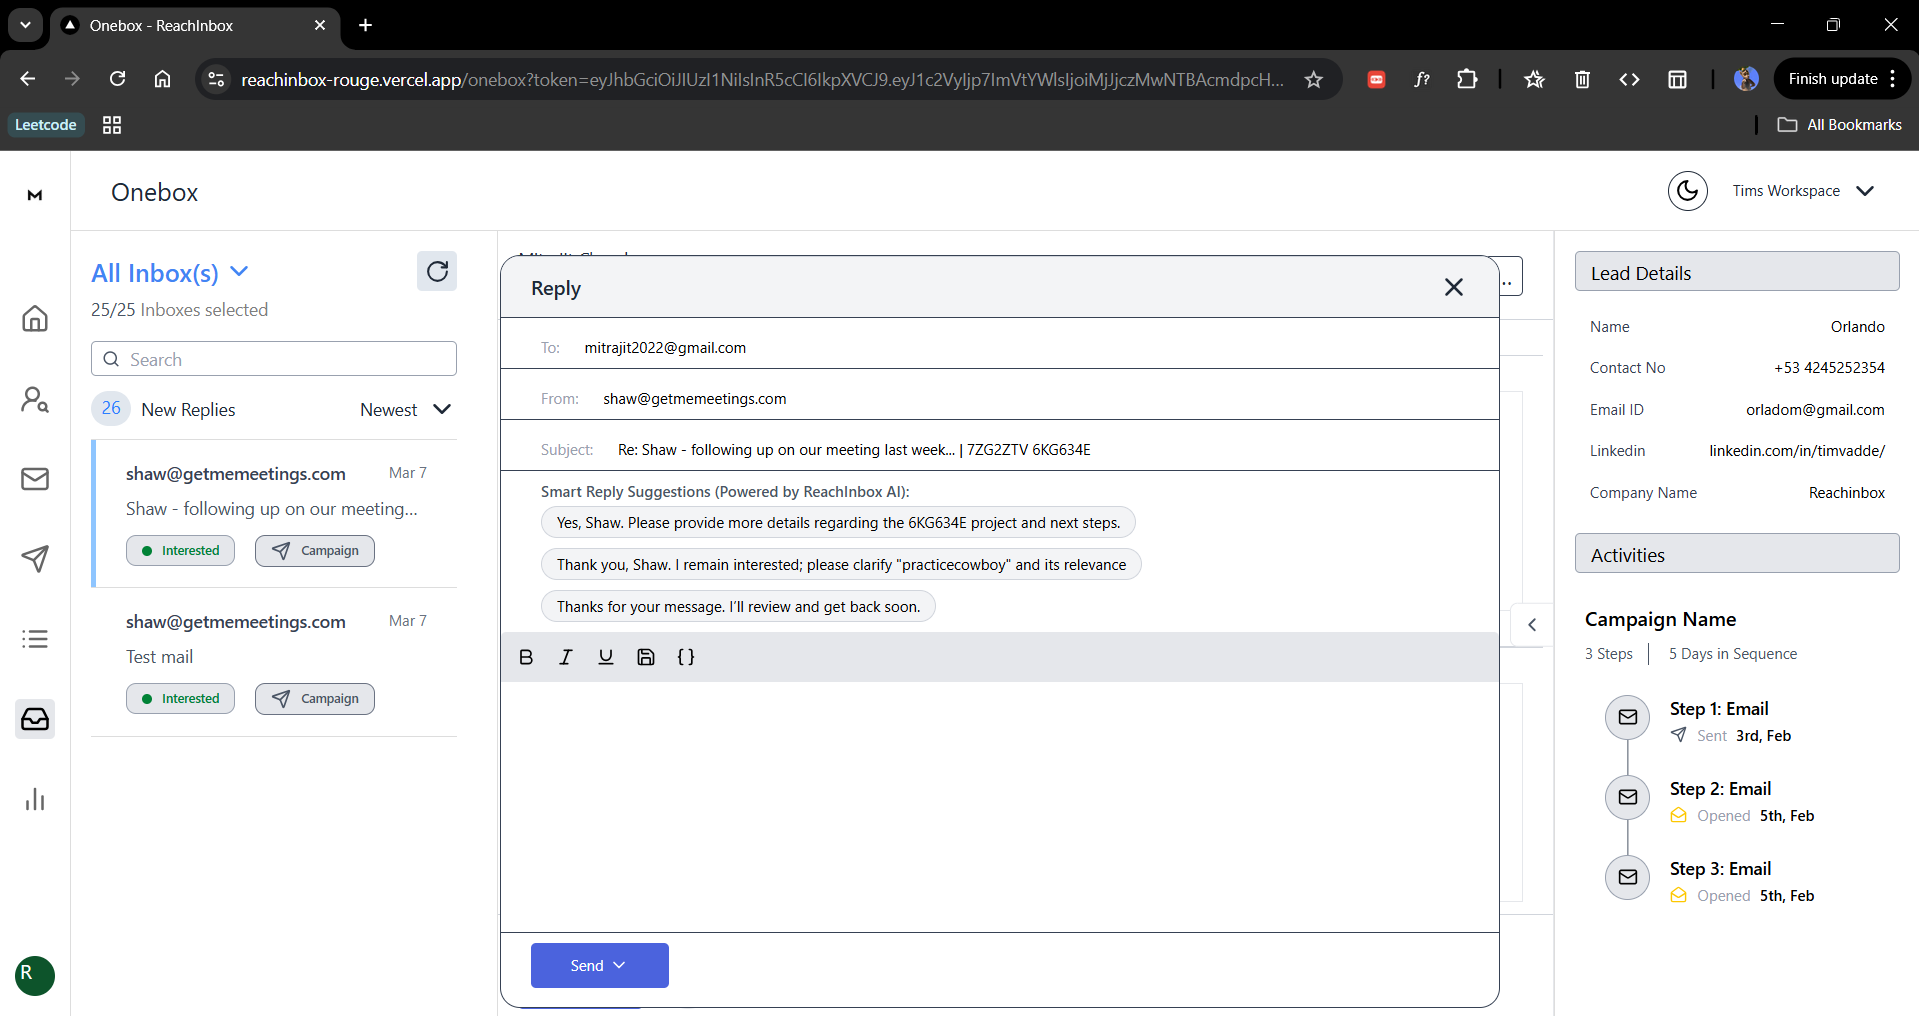 Onebox - ReachInbox
reachinbox-rouge.vercel.app/onebox?token=eyJhbGciOiJIUzI1NiIsInR5cCI6IkpXVCJ9.eyJ1c2VyIjp7ImVtYWlsIjoiMjJjczMwNTBAcmdpcH...
Finish update
Leetcode
All Bookmarks
M
Onebox
Tims Workspace
All Inbox(s)
25/25 Inboxes selected
Search
26 New Replies Newest
shaw@getmemeetings.com Mar 7
Shaw - following up on our meeting...
Interested Campaign
shaw@getmemeetings.com Mar 7
Test mail
Interested Campaign
R
Reply
..
To: mitrajit2022@gmail.com
From: shaw@getmemeetings.com
Subject: Re: Shaw - following up on our meeting last week... | 7ZG2ZTV 6KG634E
Smart Reply Suggestions (Powered by ReachInbox AI):
Yes, Shaw. Please provide more details regarding the 6KG634E project and next steps.
Thank you, Shaw. I remain interested; please clarify "practicecowboy" and its relevance
Thanks for your message. I'll review and get back soon.
B I U { }
Send
Lead Details
Name Orlando
Contact No +53 4245252354
Email ID orladom@gmail.com
Linkedin linkedin.com/in/timvadde/
Company Name Reachinbox
Activities
Campaign Name
3 Steps 5 Days in Sequence
Step 1: Email
Sent 3rd, Feb
Step 2: Email
Opened 5th, Feb
Step 3: Email
Opened 5th, Feb